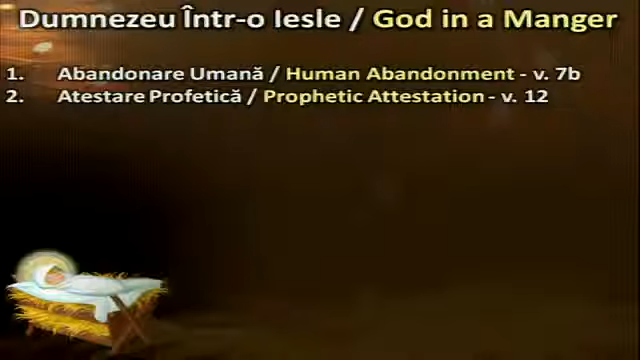 Dumnezeu Într-o Iesle / God in a Manger
1. Abandonare Umană / Human Abandonment - v. 7b
2. Atestare Profetică / Prophetic Attestation - v. 12